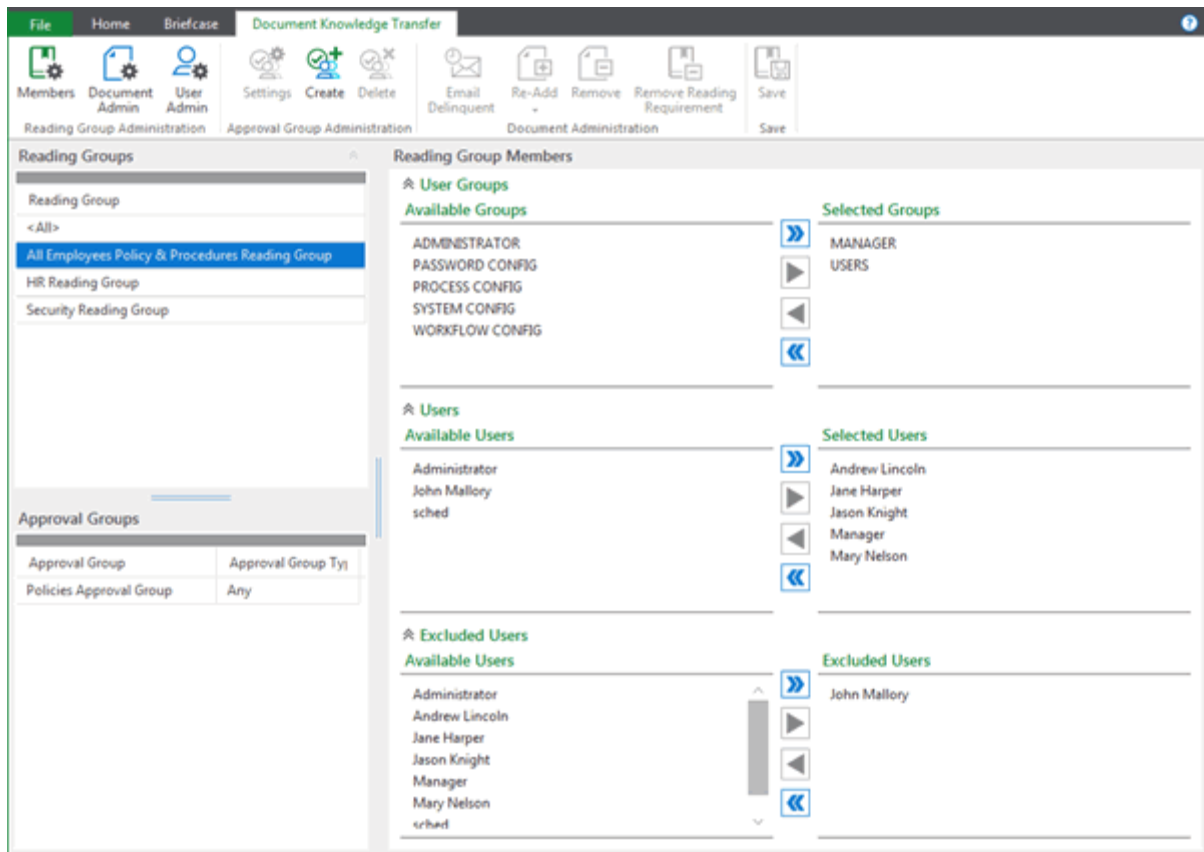 File Home Briefcase Document Knowledge Transfer
Members Document Admin User Admin Settings Create Delete Email Delinquent Re-Add Remove Remove Reading Requirement Save
Reading Group Administration Approval Group Administration Document Administration Save
Reading Groups
Reading Group
<All>
All Employees Policy & Procedures Reading Group
HR Reading Group
Security Reading Group
Approval Groups
Approval Group Approval Group Typ
Policies Approval Group Any
Reading Group Members
User Groups
Available Groups
ADMINISTRATOR
PASSWORD CONFIG
PROCESS CONFIG
SYSTEM CONFIG
WORKFLOW CONFIG
Selected Groups
MANAGER
USERS
Users
Available Users
Administrator
John Mallory
sched
Selected Users
Andrew Lincoln
Jane Harper
Jason Knight
Manager
Mary Nelson
Excluded Users
Available Users
Administrator
Andrew Lincoln
Jane Harper
Jason Knight
Manager
Mary Nelson
sched
Excluded Users
John Mallory